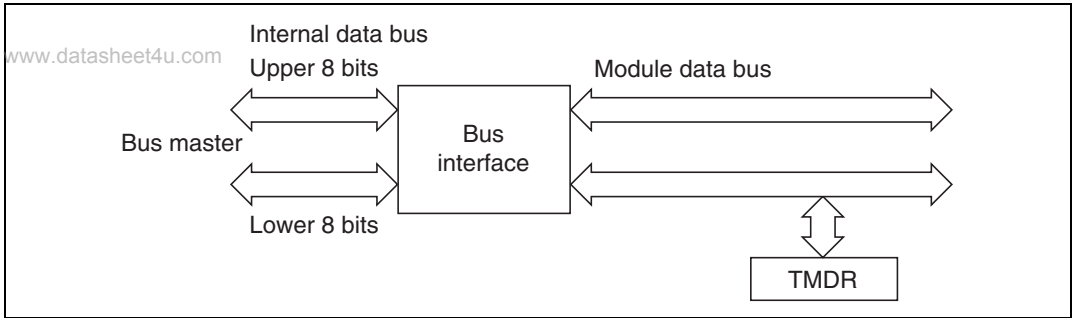 Internal data bus
www.datasheet4u.com
Upper 8 bits
Module data bus
Bus master
Bus
interface
Lower 8 bits
TMDR